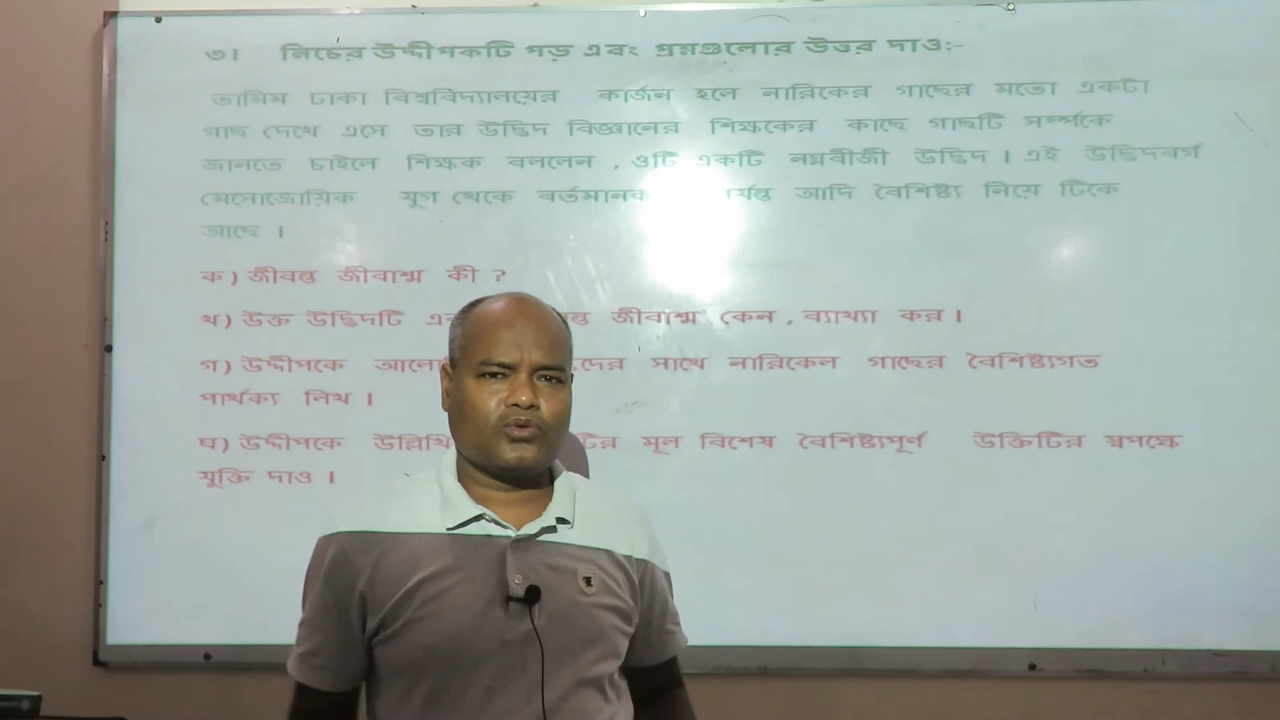 ৩। নিচের উদ্দীপকটি পড় এবং প্রশ্নগুলোর উত্তর দাও:-
তামিম ঢাকা বিশ্ববিদ্যালয়ের কার্জন হলে নারিকের গাছের মতো একটা
গাছ দেখে এসে তার উদ্ভিদ বিজ্ঞানের শিক্ষকের কাছে গাছটি সম্পর্কে
জানতে চাইলে শিক্ষক বললেন , ওটি একটি নগ্নবীজী উদ্ভিদ । এই উদ্ভিদবর্গ
মেসোজোয়িক যুগ থেকে আদি বৈশিষ্ট্য নিয়ে টিকে
আছে ।
ক) জীবন্ত জীবাশ্ম কী ?
খ) উক্ত উদ্ভিদটি জীবাশ্ম কেন , ব্যাখ্যা কর ।
গ) উদ্দীপকে সাথে নারিকেল গাছের বৈশিষ্ট্যগত
পার্থক্য লিখ ।
ঘ) উদ্দীপকে মূল বিশেষ বৈশিষ্ট্যপূর্ণ উক্তিটির স্বপক্ষে
যুক্তি দাও ।